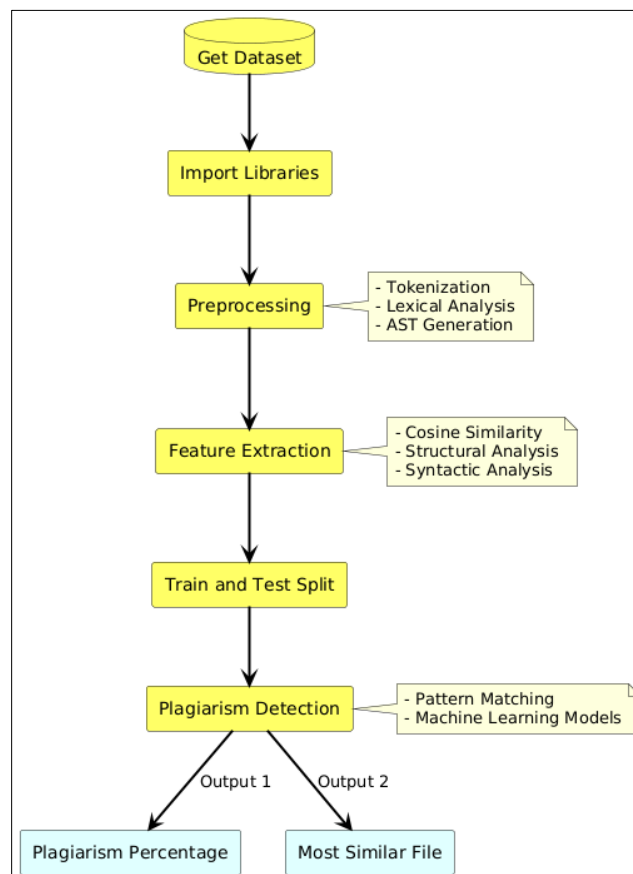 Get Dataset
Import Libraries
Preprocessing
- Tokenization
- Lexical Analysis
- AST Generation
Feature Extraction
- Cosine Similarity
- Structural Analysis
- Syntactic Analysis
Train and Test Split
Plagiarism Detection
- Pattern Matching
- Machine Learning Models
Output 1
Output 2
Plagiarism Percentage
Most Similar File